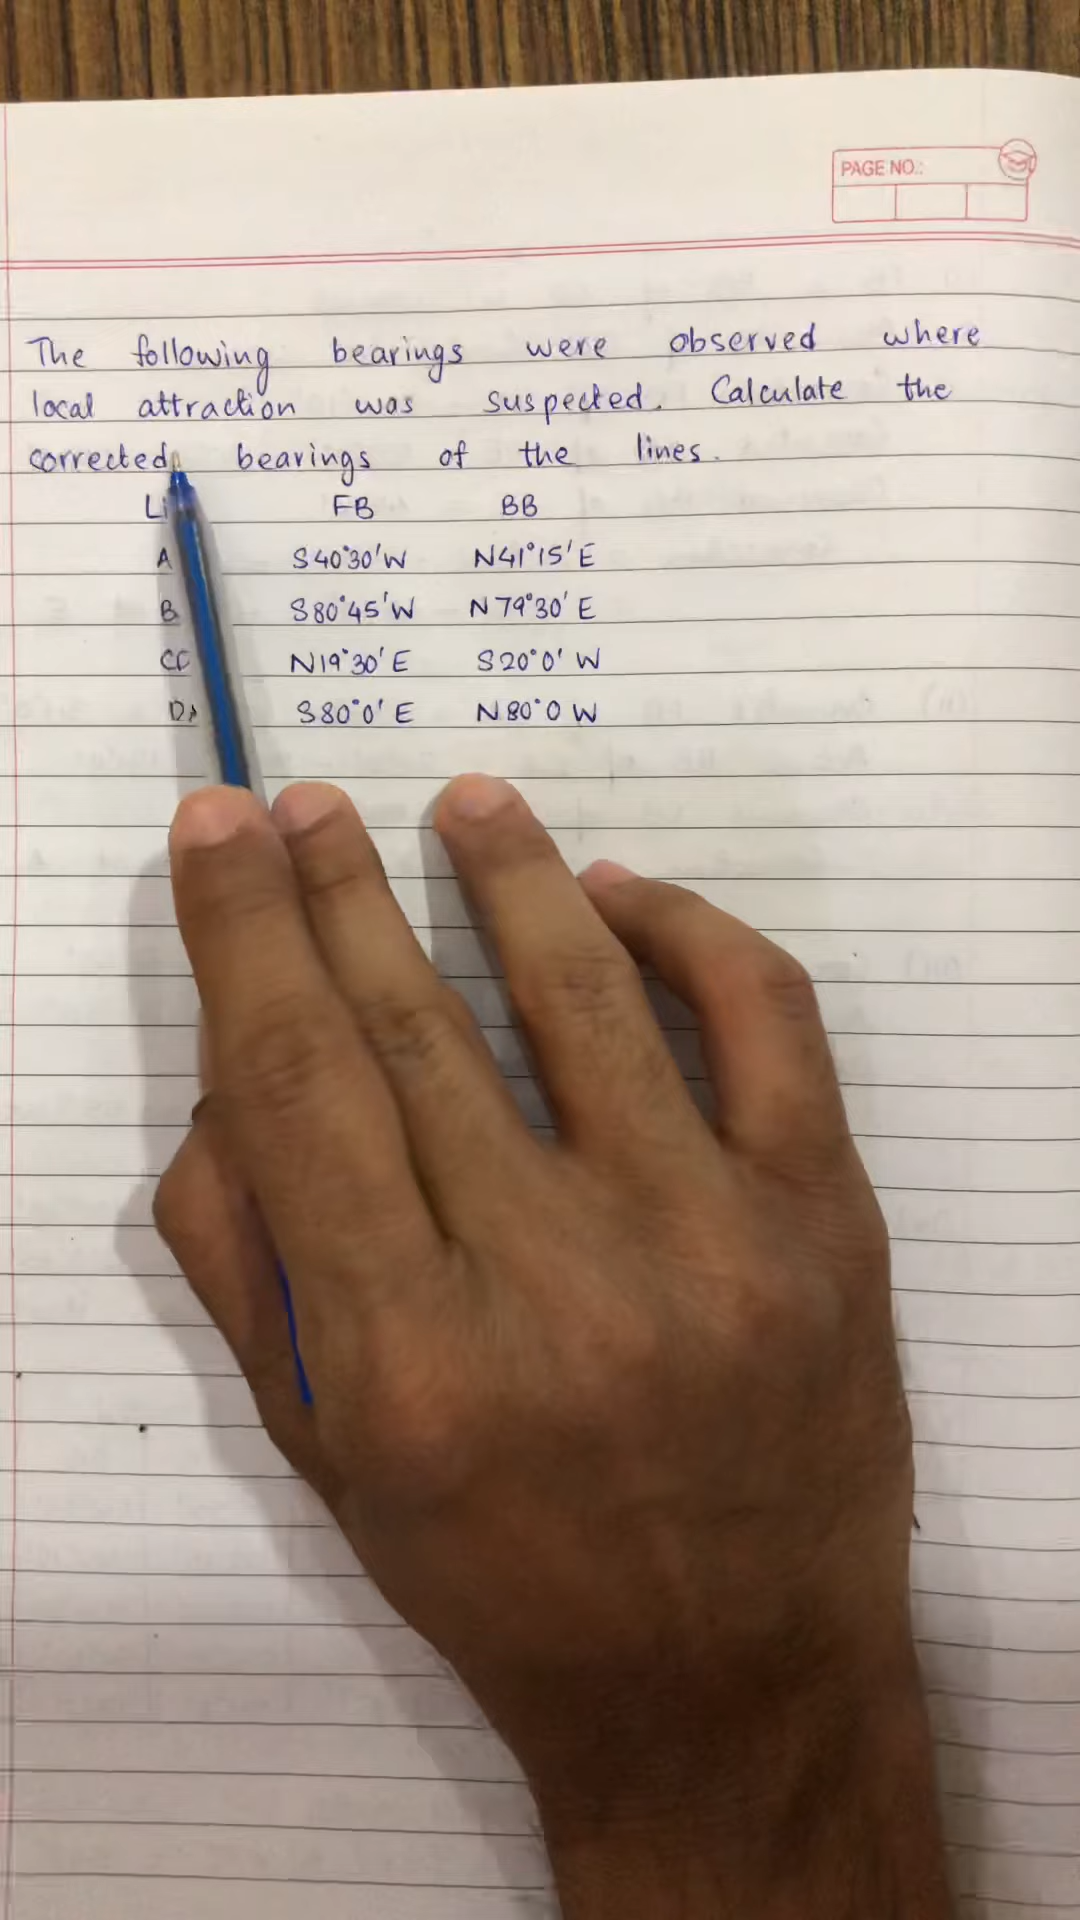 PAGE NO.:
The following bearings were observed where
local attraction was suspected. Calculate the
corrected bearings of the lines.
FB BB
A S40°30'W N41°15'E
B S80°45'W N79°30'E
N19°30'E S20°0'W
S80°0'E N80°0W